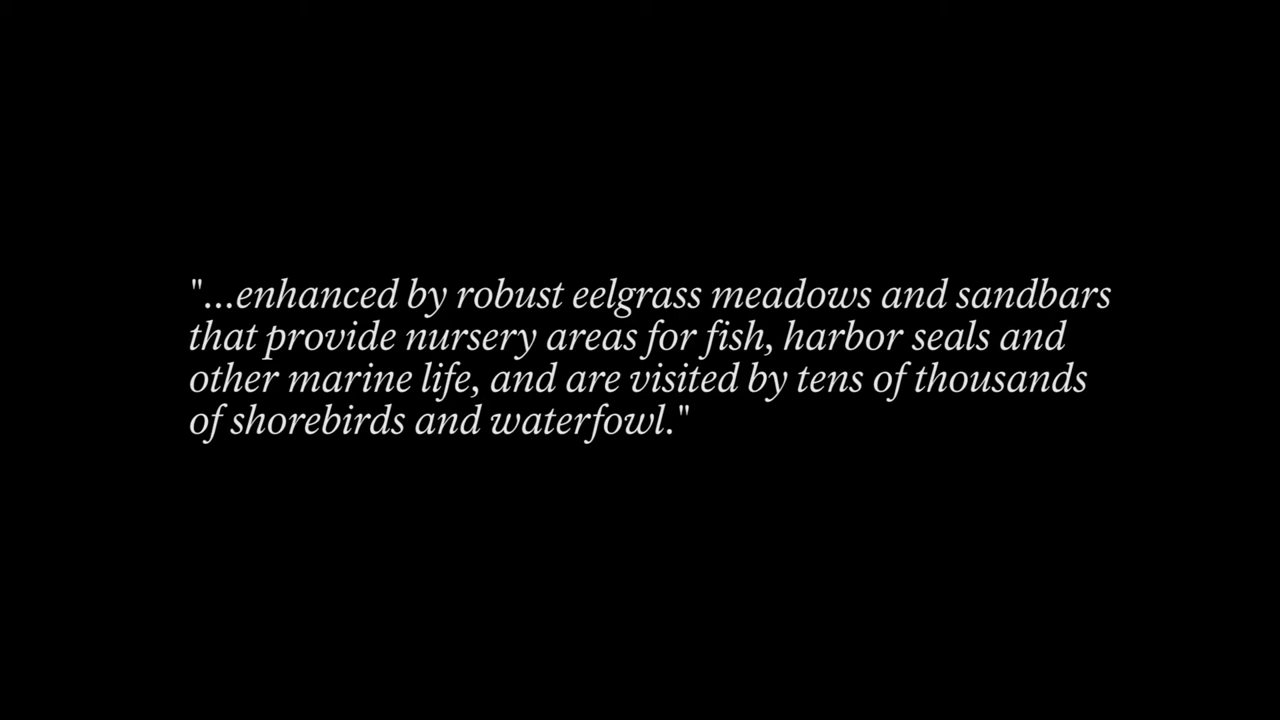 "...enhanced by robust eelgrass meadows and sandbars
that provide nursery areas for fish, harbor seals and
other marine life, and are visited by tens of thousands
of shorebirds and waterfowl."